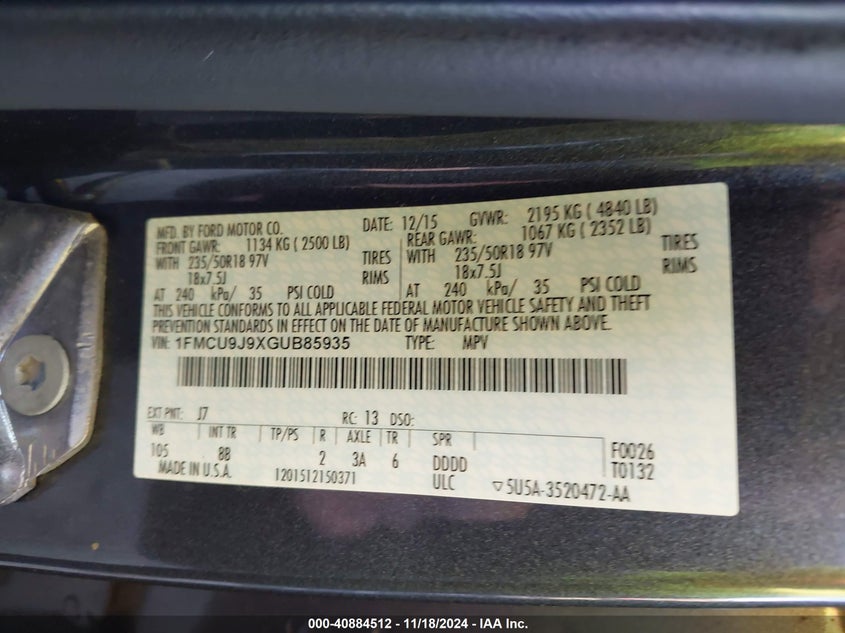 MFD. BY FORD MOTOR CO. DATE: 12/15 GVWR: 2195 KG ( 4840 LB)
FRONT GAWR: 1134 KG ( 2500 LB) REAR GAWR: 1067 KG ( 2352 LB)
WITH 235/50R18 97V TIRES WITH 235/50R18 97V TIRES
18x7.5J RIMS 18x7.5J RIMS
AT 240 kPa/ 35 PSI COLD AT 240 kPa/ 35 PSI COLD
THIS VEHICLE CONFORMS TO ALL APPLICABLE FEDERAL MOTOR VEHICLE SAFETY AND THEFT
PREVENTION STANDARDS IN EFFECT ON THE DATE OF MANUFACTURE SHOWN ABOVE.
VIN: 1FMCU9J9XGUB85935 TYPE: MPV
EXT PNT: J7 RC: 13 DSO:
WB INT TR TP/PS R AXLE TR SPR F0026
105 8B 2 3A 6 DDDD T0132
MADE IN U.S.A. 1201512150371 ULC ▽5U5A-3520472-AA
000-40884512 - 11/18/2024 - IAA Inc.